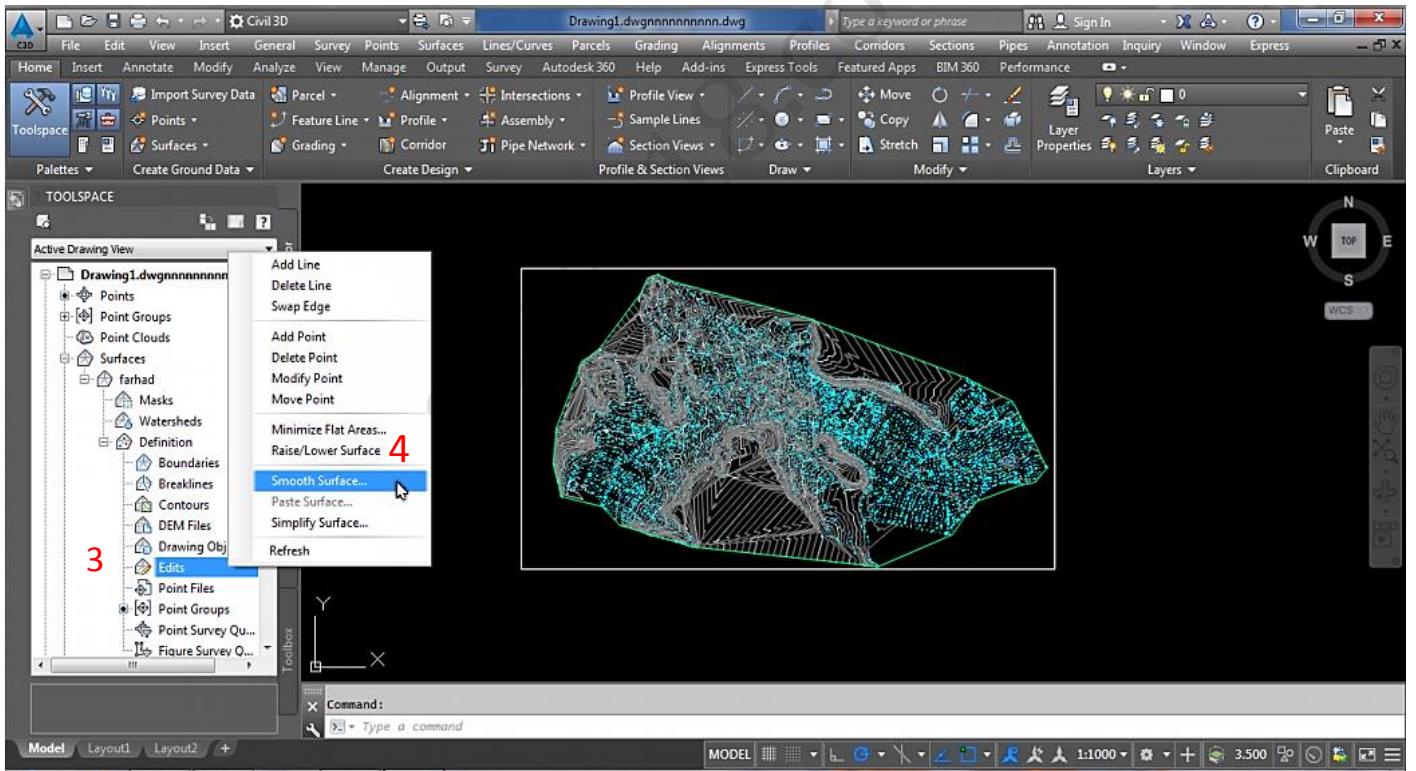 Civil 3D Drawing1.dwgnnnnnnnnnn.dwg Type a keyword or phrase Sign In
C3D File Edit View Insert General Survey Points Surfaces Lines/Curves Parcels Grading Alignments Profiles Corridors Sections Pipes Annotation Inquiry Window Express
Home Insert Annotate Modify Analyze View Manage Output Survey Autodesk 360 Help Add-ins Express Tools Featured Apps BIM 360 Performance
Import Survey Data Parcel Alignment Intersections Profile View Move 0
Toolspace Points Feature Line Profile Assembly Sample Lines Copy Layer Properties Paste
Surfaces Grading Corridor Pipe Network Section Views Stretch
Palettes Create Ground Data Create Design Profile & Section Views Draw Modify Layers Clipboard
TOOLSPACE
Active Drawing View
Drawing1.dwgnnnnnnnnn
Points
Point Groups
Point Clouds
Surfaces
farhad
Masks
Watersheds
Definition
Boundaries
Breaklines
Contours
DEM Files
Drawing Obj
3 Edits
Point Files
Point Groups
Point Survey Qu...
Figure Survey Q...
Toolbox
Add Line
Delete Line
Swap Edge
Add Point
Delete Point
Modify Point
Move Point
Minimize Flat Areas...
Raise/Lower Surface 4
Smooth Surface...
Paste Surface...
Simplify Surface...
Refresh
N
W TOP E
S
WCS
Y
X
Command:
Type a command
Model Layout1 Layout2 + MODEL 1:1000 3.500